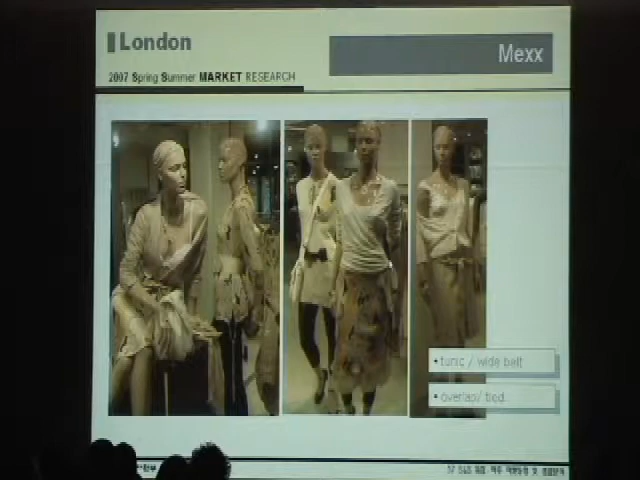 London
Mexx
2007 Spring Summer MARKET RESEARCH
• tunic / wide belt
• overlap/ tied